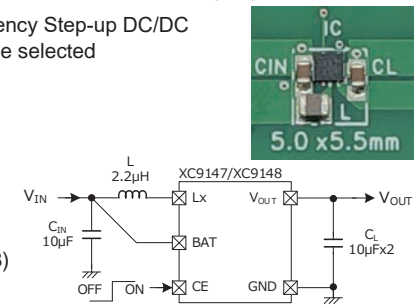 ency Step-up DC/DC
e selected
IC
CIN
CL
L
5.0 x5.5mm
L
2.2μH
XC9147/XC9148
VIN
Lx
VOUT
VOUT
CIN
10μF
BAT
CL
10μFx2
)
OFF
ON
CE
GND